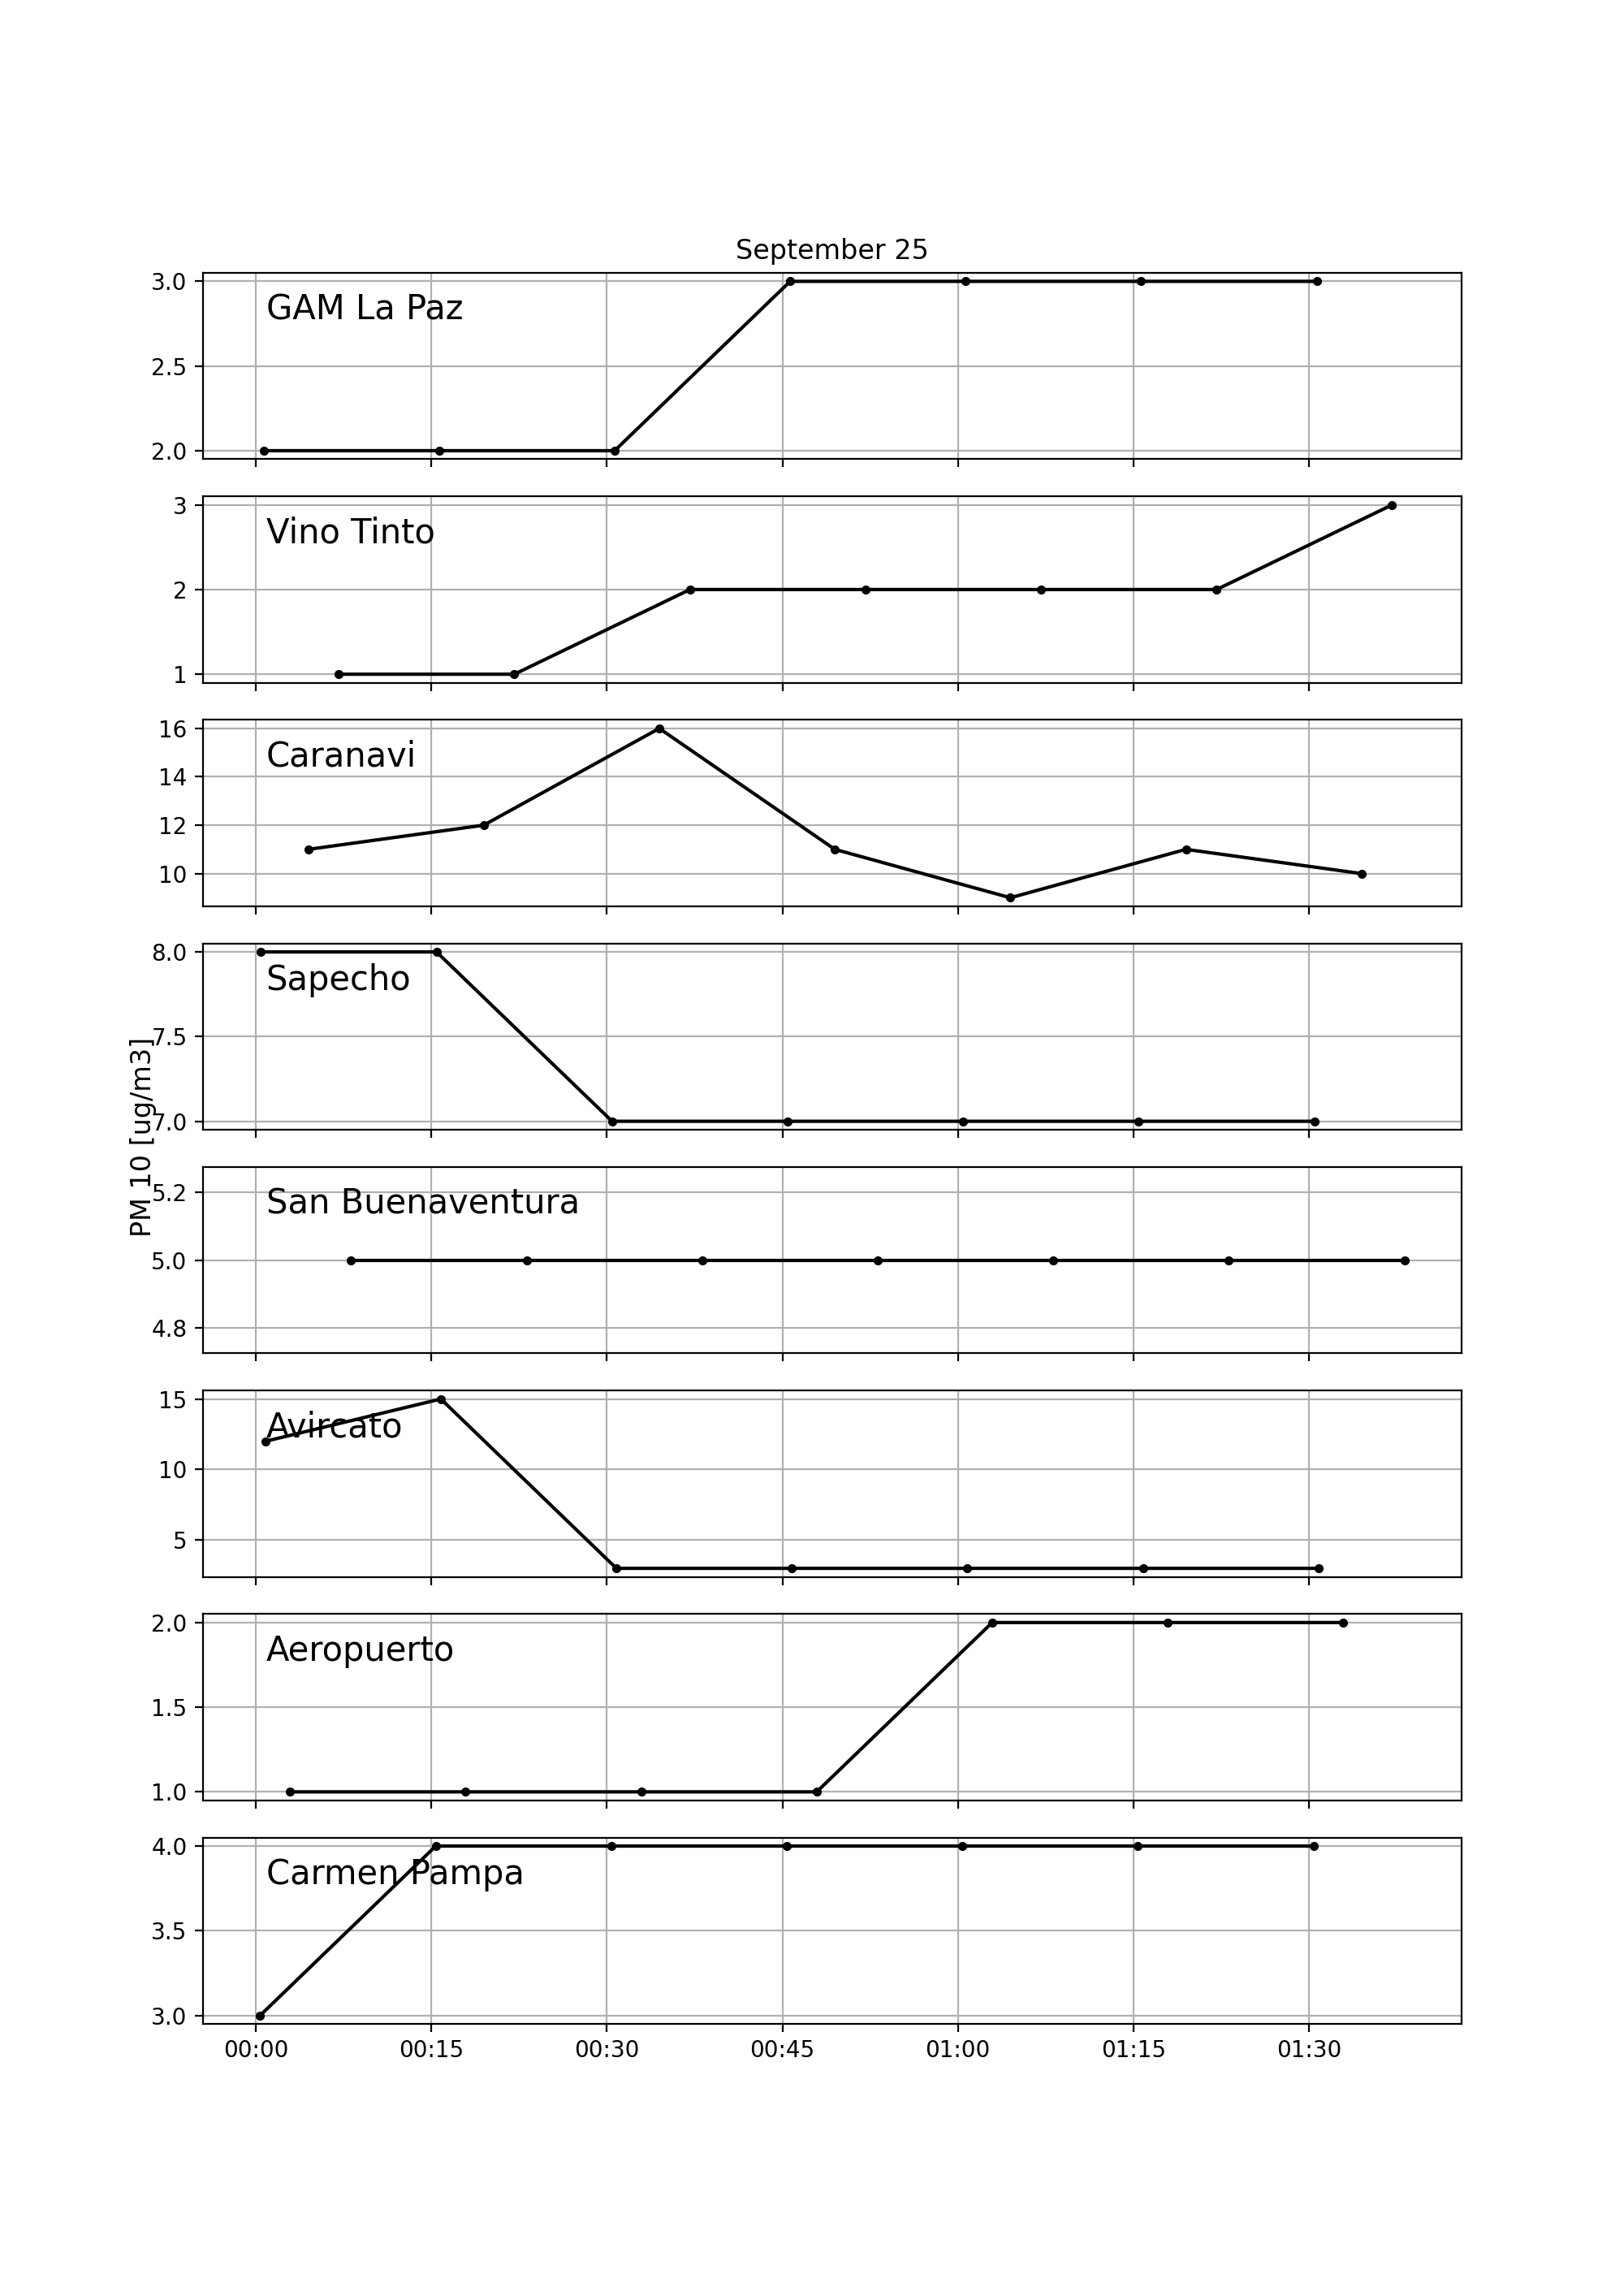 September 25
3.0
GAM La Paz
2.5
2.0
3
Vino Tinto
2
1
16
Caranavi
14
12
10
8.0
Sapecho
7.5
7.0
PM 10 [ug/m3]
5.2
San Buenaventura
5.0
4.8
15
Avircato
10
5
2.0
Aeropuerto
1.5
1.0
4.0
Carmen Pampa
3.5
3.0
00:00 00:15 00:30 00:45 01:00 01:15 01:30